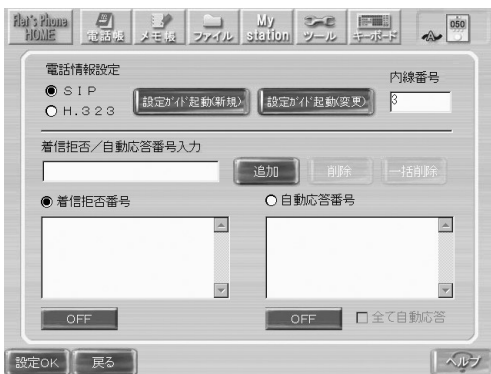 Flat's Phone HOME
電話帳
メモ帳
ファイル
My station
ツール
キーボード
050
電話情報設定
内線番号
SIP
設定ガイド起動(新規)
設定ガイド起動(変更)
3
H.323
着信拒否/自動応答番号入力
追加
削除
一括削除
着信拒否番号
自動応答番号
OFF
OFF
全て自動応答
設定OK
戻る
ヘルプ